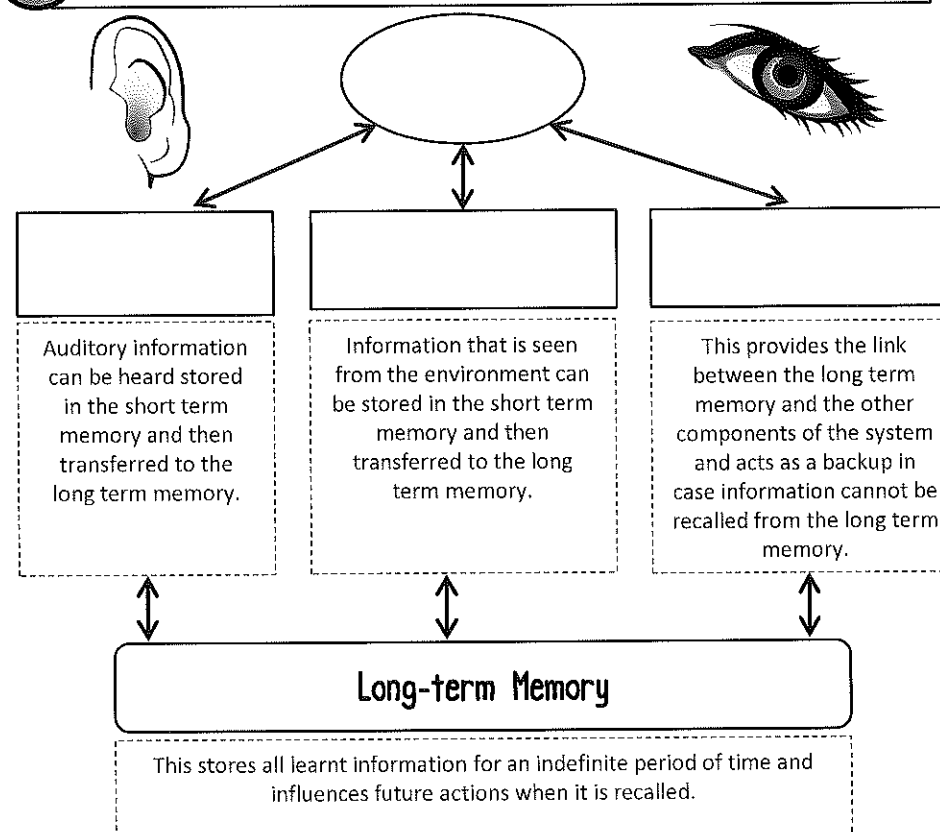 Auditory information
can be heard stored
in the short term
memory and then
transferred to the
long term memory.
Information that is seen
from the environment can
be stored in the short term
memory and then
transferred to the long
term memory.
This provides the link
between the long term
memory and the other
components of the system
and acts as a backup in
case information cannot be
recalled from the long term
memory.
Long-term Memory
This stores all learnt information for an indefinite period of time and
influences future actions when it is recalled.